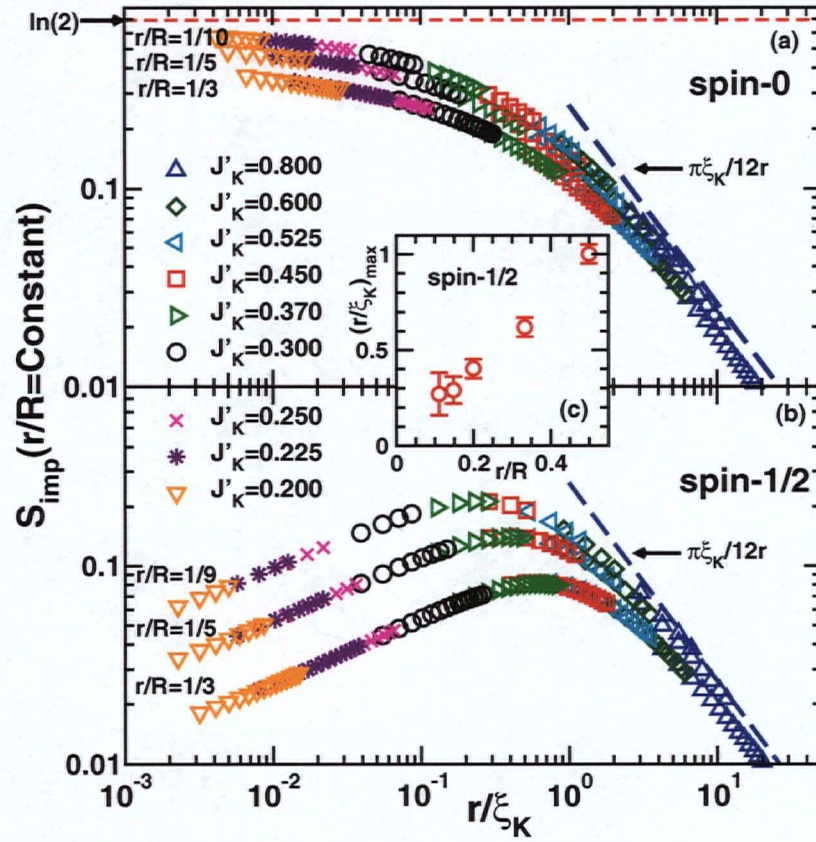 ln(2)
(a)
r/R=1/10
r/R=1/5
r/R=1/3
spin-0
πξK/12r
J'K=0.800
J'K=0.600
J'K=0.525
J'K=0.450
J'K=0.370
J'K=0.300
0.1
0.01
Simp(r/R=Constant)
spin-1/2
(r/ξK)max
1
0.5
0
(c)
0
0.2
0.4
r/R
(b)
J'K=0.250
J'K=0.225
J'K=0.200
spin-1/2
πξK/12r
r/R=1/9
r/R=1/5
r/R=1/3
0.1
0.01
10-3
10-2
10-1
100
101
r/ξK